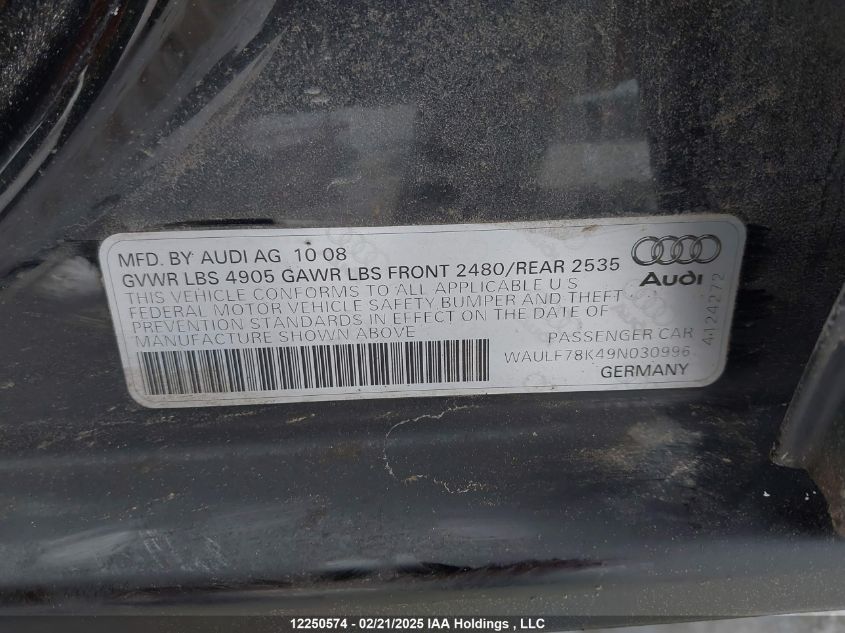 MFD. BY AUDI AG 10 08
GVWR LBS 4905 GAWR LBS FRONT 2480/REAR 2535
THIS VEHICLE CONFORMS TO ALL APPLICABLE U S
FEDERAL MOTOR VEHICLE SAFETY BUMPER AND THEFT
PREVENTION STANDARDS IN EFFECT ON THE DATE OF
MANUFACTURE SHOWN ABOVE
Audi
PASSENGER CAR
WAULF78K49N030996
GERMANY
4124272
12250574 - 02/21/2025 IAA Holdings , LLC